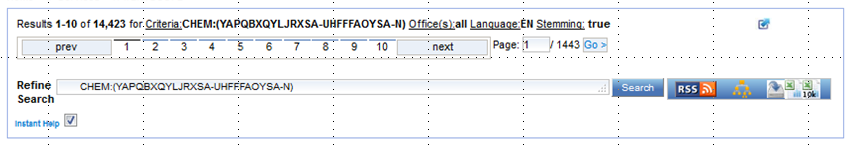 Results 1-10 of 14,423 for Criteria:CHEM:(YAPQBXQYLJRXSA-UHFFFAOYSA-N) Office(s):all Language:EN Stemming: true
prev 1 2 3 4 5 6 7 8 9 10 next Page: 1 / 1443 Go >
Refine Search CHEM:(YAPQBXQYLJRXSA-UHFFFAOYSA-N) Search RSS 10k
Instant Help